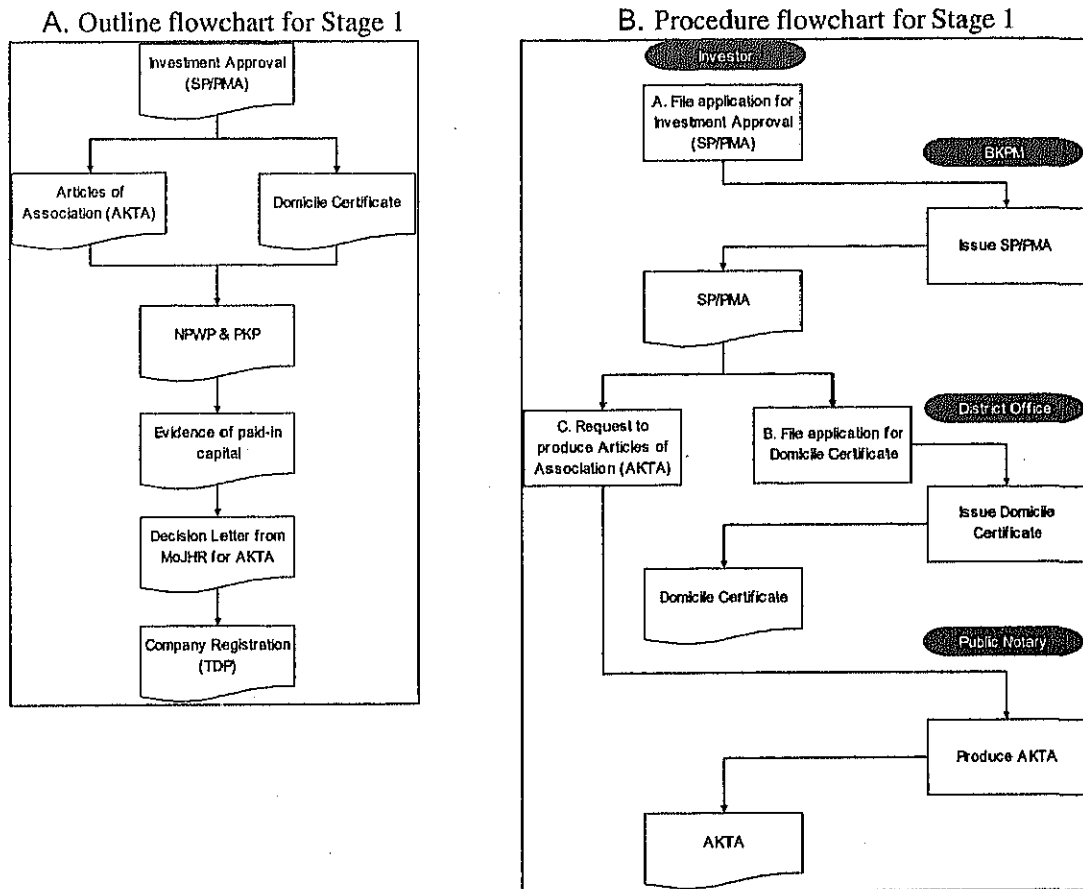 A. Outline flowchart for Stage 1
Investment Approval
(SP/PMA)
Articles of
Association (AKTA)
Domicile Certificate
NPWP & PKP
Evidence of paid-in
capital
Decision Letter from
MoJHR for AKTA
Company Registration
(TDP)
B. Procedure flowchart for Stage 1
Investor
A. File application for
Investment Approval
(SP/PMA)
BKPM
Issue SP/PMA
SP/PMA
District Office
C. Request to
produce Articles of
Association (AKTA)
B. File application for
Domicile Certificate
Issue Domicile
Certificate
Domicile Certificate
Public Notary
Produce AKTA
AKTA